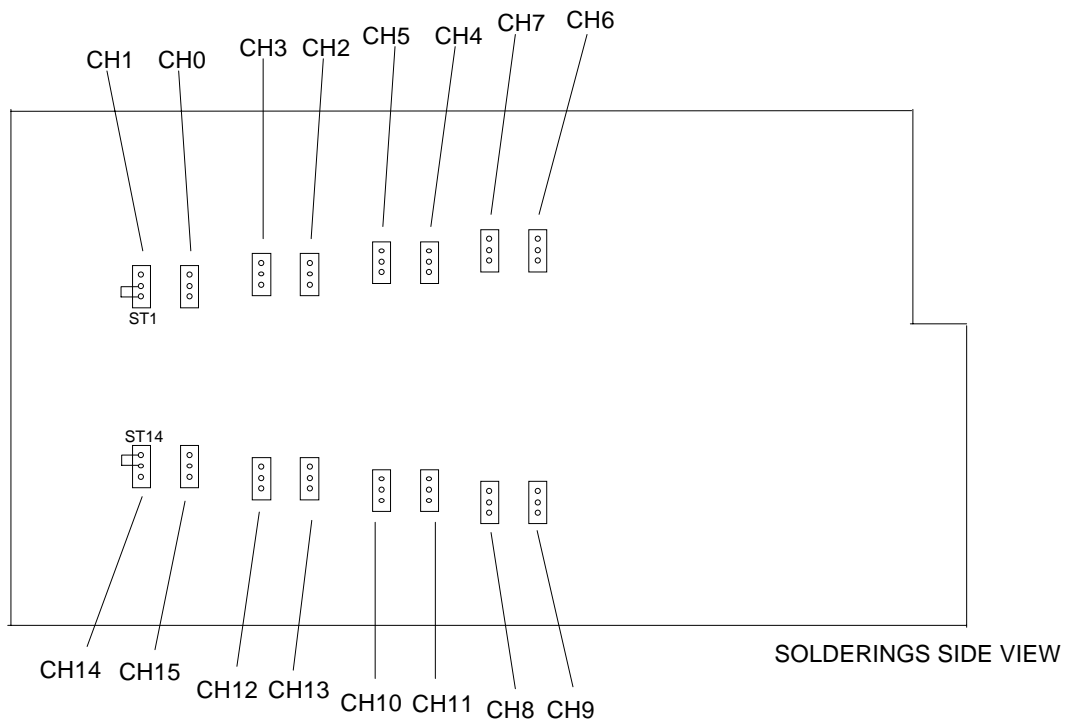 CH1 CH0 CH3 CH2 CH5 CH4 CH7 CH6
ST1
ST14
CH14 CH15 CH12 CH13 CH10 CH11 CH8 CH9
SOLDERINGS SIDE VIEW